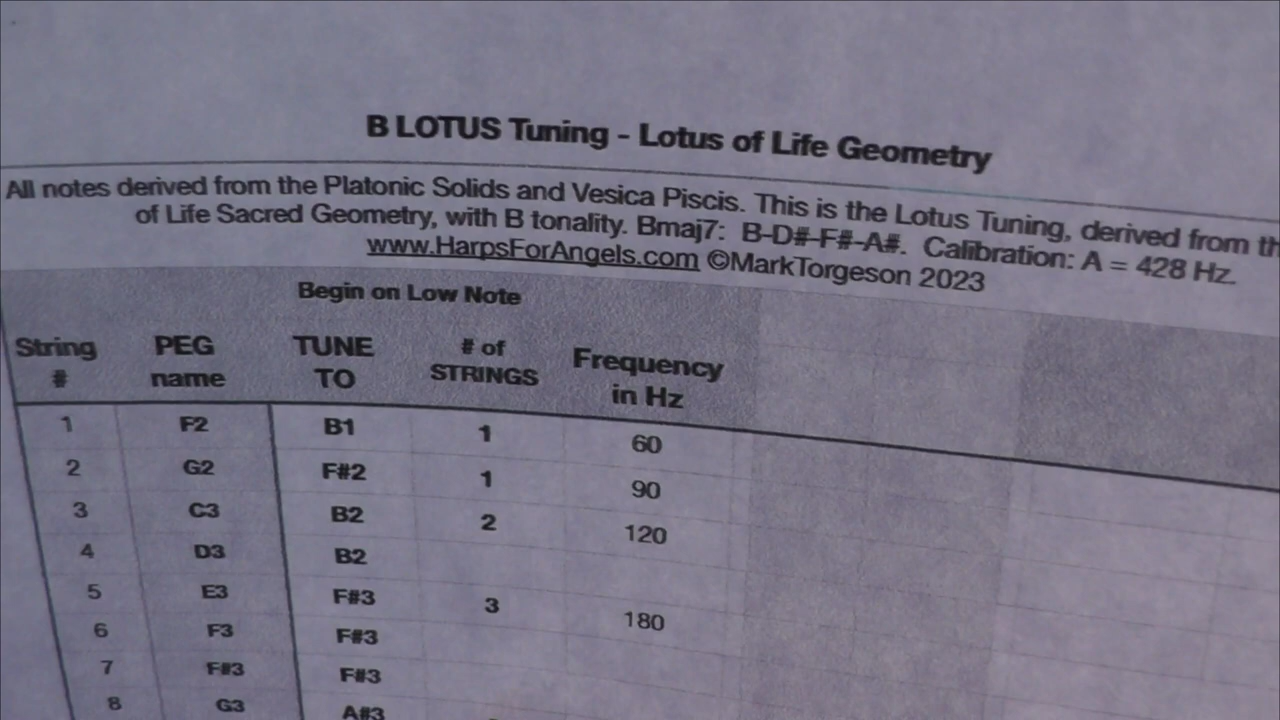 B LOTUS Tuning - Lotus of Life Geometry
All notes derived from the Platonic Solids and Vesica Piscis. This is the Lotus Tuning, derived from
of Life Sacred Geometry, with B tonality. Bmaj7: B-D#-F#-A#. Calibration: A = 428 Hz.
www.HarpsForAngels.com ©MarkTorgeson 2023
Begin on Low Note
String # PEG name TUNE TO # of STRINGS Frequency in Hz
1 F2 B1 1 60
2 G2 F#2 1 90
3 C3 B2 2 120
4 D3 B2
5 E3 F#3 3 180
6 F3 F#3
7 F#3 F#3
8 G3 A#3